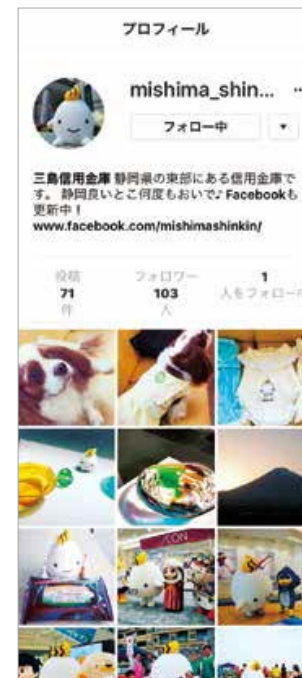 プロフィール
mishima_shin... ..
フォロー中 ▼
三島信用金庫 静岡県の東部にある信用金庫で
す。 静岡良いとこ何度もおいで♪ Facebookも
更新中！
www.facebook.com/mishimashinkin/
投稿 フォロワー 1
71 103 人をフォロー中
件 人